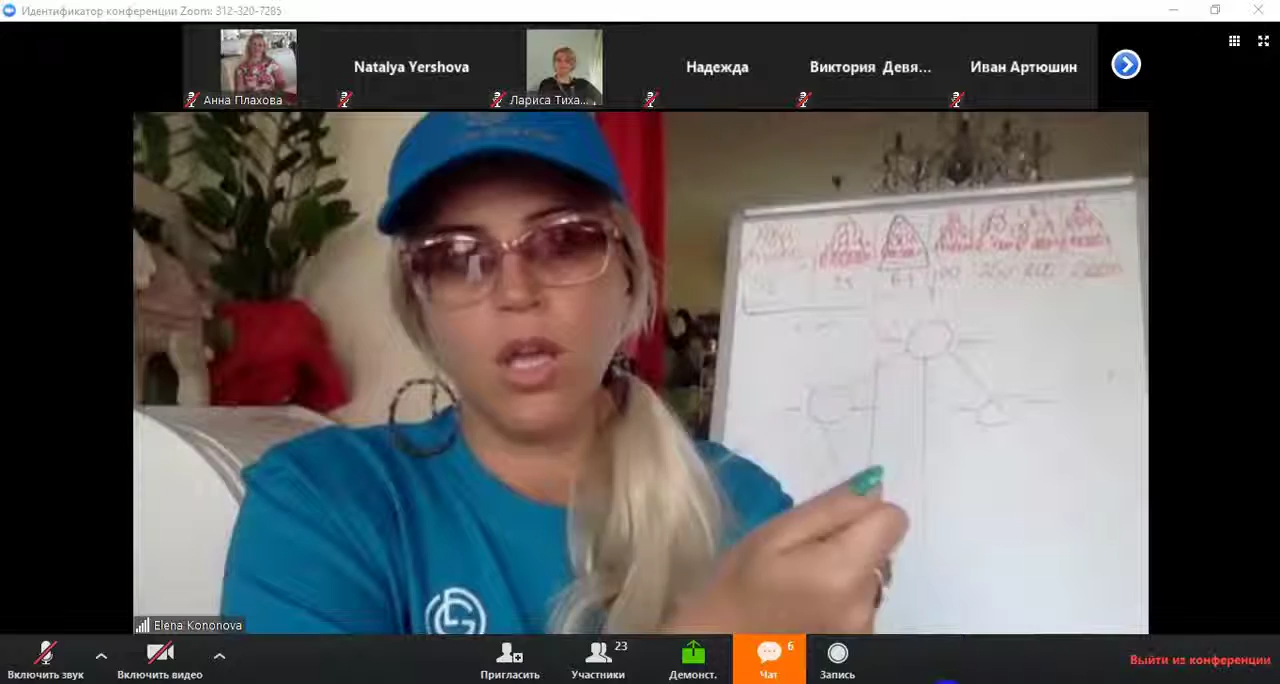 Идентификатор конференции Zoom: 312-320-7285
Анна Плахова
Natalya Yershova
Лариса Тиха...
Надежда
Виктория Девя...
Иван Артюшин
Elena Kononova
Включить звук
Включить видео
Пригласить
23
Участники
Демонст.
6
Чат
Запись
Выйти из конференции